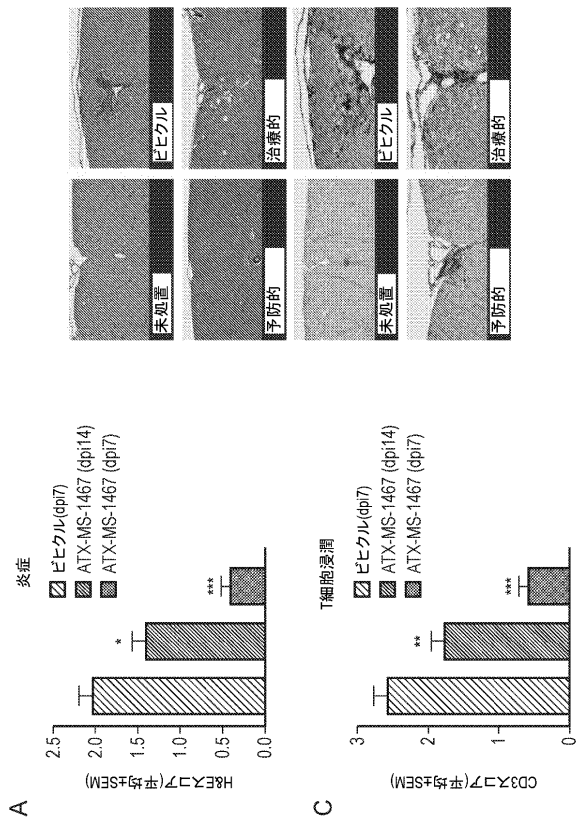 A
炎症
ビヒクル(dpi7)
ATX-MS-1467 (dpi14)
ATX-MS-1467 (dpi7)
H&Eスコア(平均±SEM)
2.5
2.0
1.5
1.0
0.5
0.0
*
***
未処置
ビヒクル
予防的
治療的
C
T細胞浸潤
ビヒクル(dpi7)
ATX-MS-1467 (dpi14)
ATX-MS-1467 (dpi7)
CD3スコア(平均±SEM)
3
2
1
0
**
***
未処置
ビヒクル
予防的
治療的